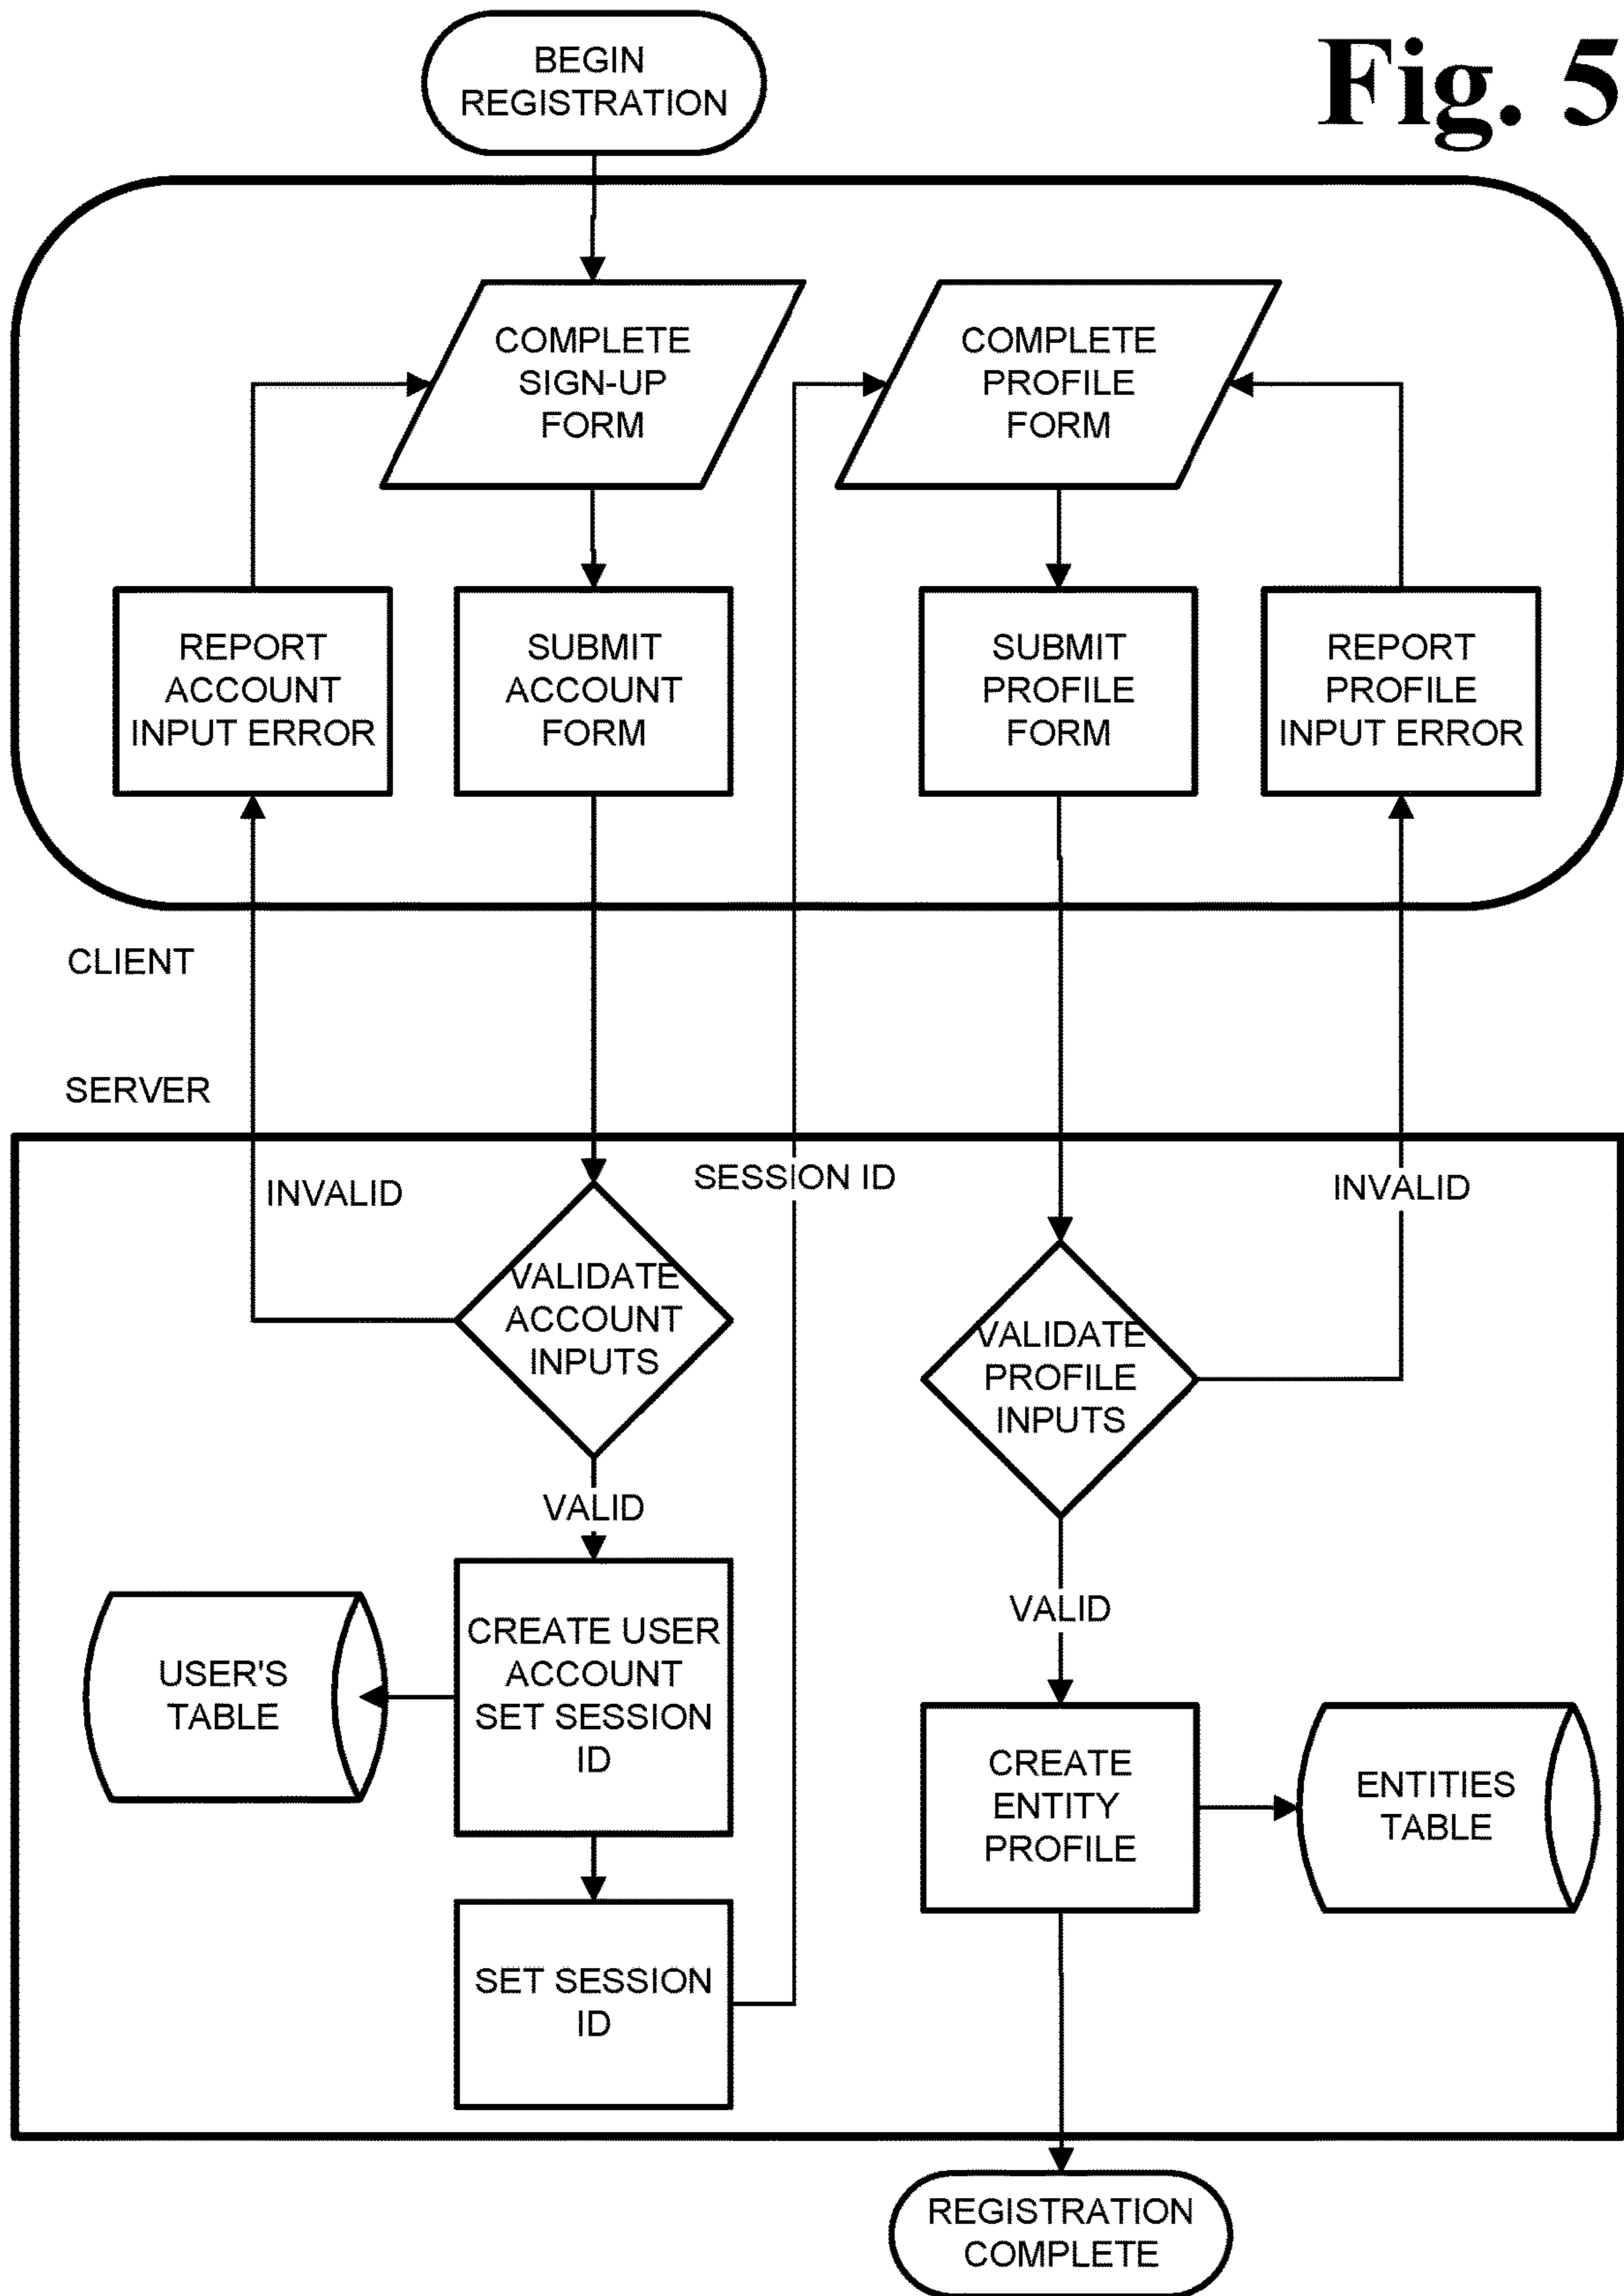 Fig. 5
BEGIN
REGISTRATION
COMPLETE
SIGN-UP
FORM
COMPLETE
PROFILE
FORM
REPORT
ACCOUNT
INPUT ERROR
SUBMIT
ACCOUNT
FORM
SUBMIT
PROFILE
FORM
REPORT
PROFILE
INPUT ERROR
CLIENT
SERVER
INVALID
SESSION ID
INVALID
VALIDATE
ACCOUNT
INPUTS
VALIDATE
PROFILE
INPUTS
VALID
VALID
USER'S
TABLE
CREATE USER
ACCOUNT
SET SESSION
ID
CREATE
ENTITY
PROFILE
ENTITIES
TABLE
SET SESSION
ID
REGISTRATION
COMPLETE